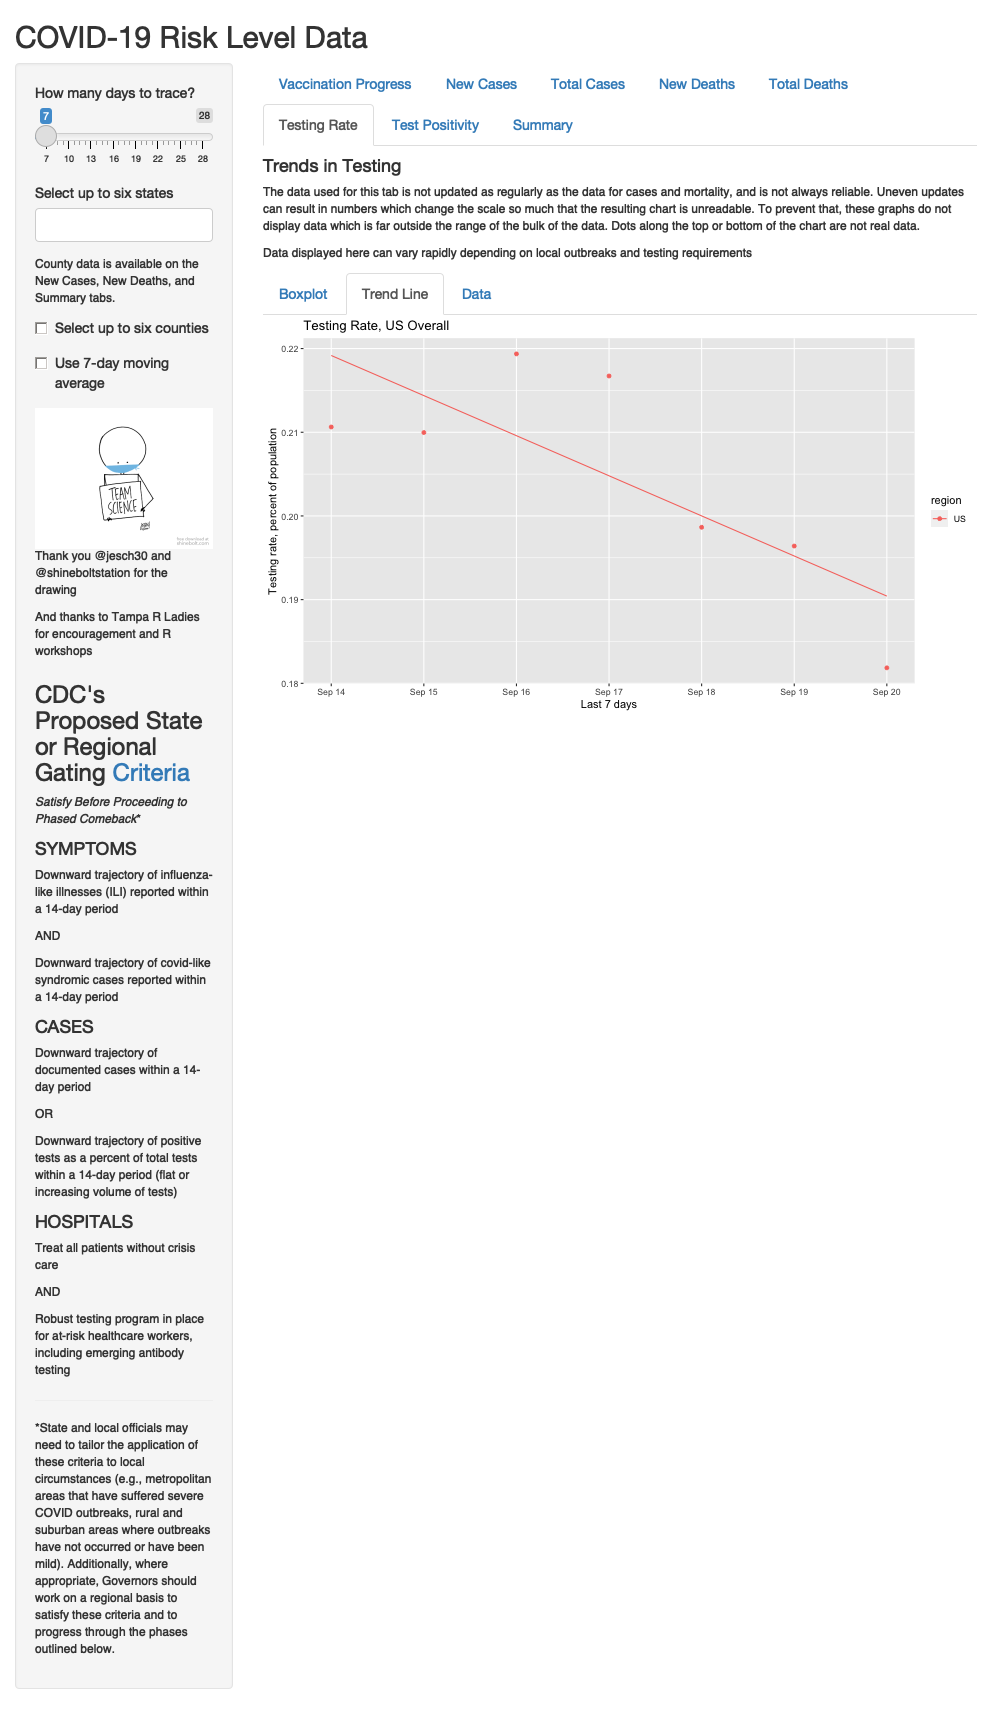 COVID-19 Risk Level Data
How many days to trace?
7
28
7 10 13 16 19 22 25 28
Select up to six states
County data is available on the
New Cases, New Deaths, and
Summary tabs.
Select up to six counties
Use 7-day moving
average
TEAM
SCIENCE
free download at
shinebolt.com
Thank you @jesch30 and
@shineboltstation for the
drawing
And thanks to Tampa R Ladies
for encouragement and R
workshops
CDC's
Proposed State
or Regional
Gating Criteria
Satisfy Before Proceeding to
Phased Comeback*
SYMPTOMS
Downward trajectory of influenza-
like illnesses (ILI) reported within
a 14-day period
AND
Downward trajectory of covid-like
syndromic cases reported within
a 14-day period
CASES
Downward trajectory of
documented cases within a 14-
day period
OR
Downward trajectory of positive
tests as a percent of total tests
within a 14-day period (flat or
increasing volume of tests)
HOSPITALS
Treat all patients without crisis
care
AND
Robust testing program in place
for at-risk healthcare workers,
including emerging antibody
testing
*State and local officials may
need to tailor the application of
these criteria to local
circumstances (e.g., metropolitan
areas that have suffered severe
COVID outbreaks, rural and
suburban areas where outbreaks
have not occurred or have been
mild). Additionally, where
appropriate, Governors should
work on a regional basis to
satisfy these criteria and to
progress through the phases
outlined below.
Vaccination Progress New Cases Total Cases New Deaths Total Deaths
Testing Rate Test Positivity Summary
Trends in Testing
The data used for this tab is not updated as regularly as the data for cases and mortality, and is not always reliable. Uneven updates
can result in numbers which change the scale so much that the resulting chart is unreadable. To prevent that, these graphs do not
display data which is far outside the range of the bulk of the data. Dots along the top or bottom of the chart are not real data.
Data displayed here can vary rapidly depending on local outbreaks and testing requirements
Boxplot Trend Line Data
Testing Rate, US Overall
Testing rate, percent of population
0.22
0.21
0.20
0.19
0.18
Sep 14 Sep 15 Sep 16 Sep 17 Sep 18 Sep 19 Sep 20
Last 7 days
region
US